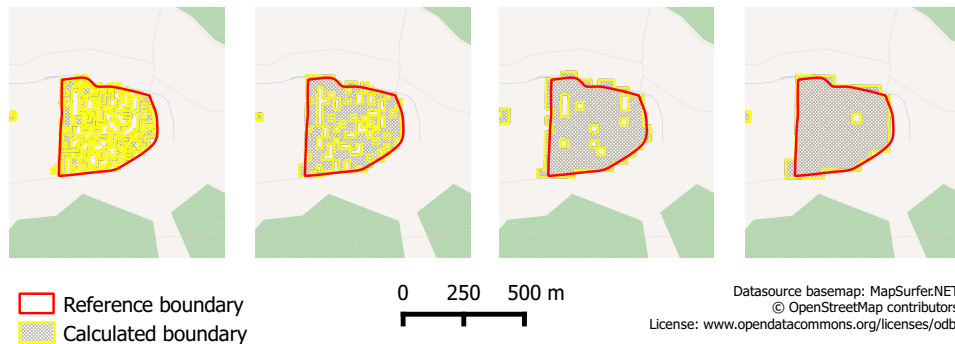 Reference boundary
Calculated boundary
0 250 500 m
Datasource basemap: MapSurfer.NET
© OpenStreetMap contributors
License: www.opendatacommons.org/licenses/odb